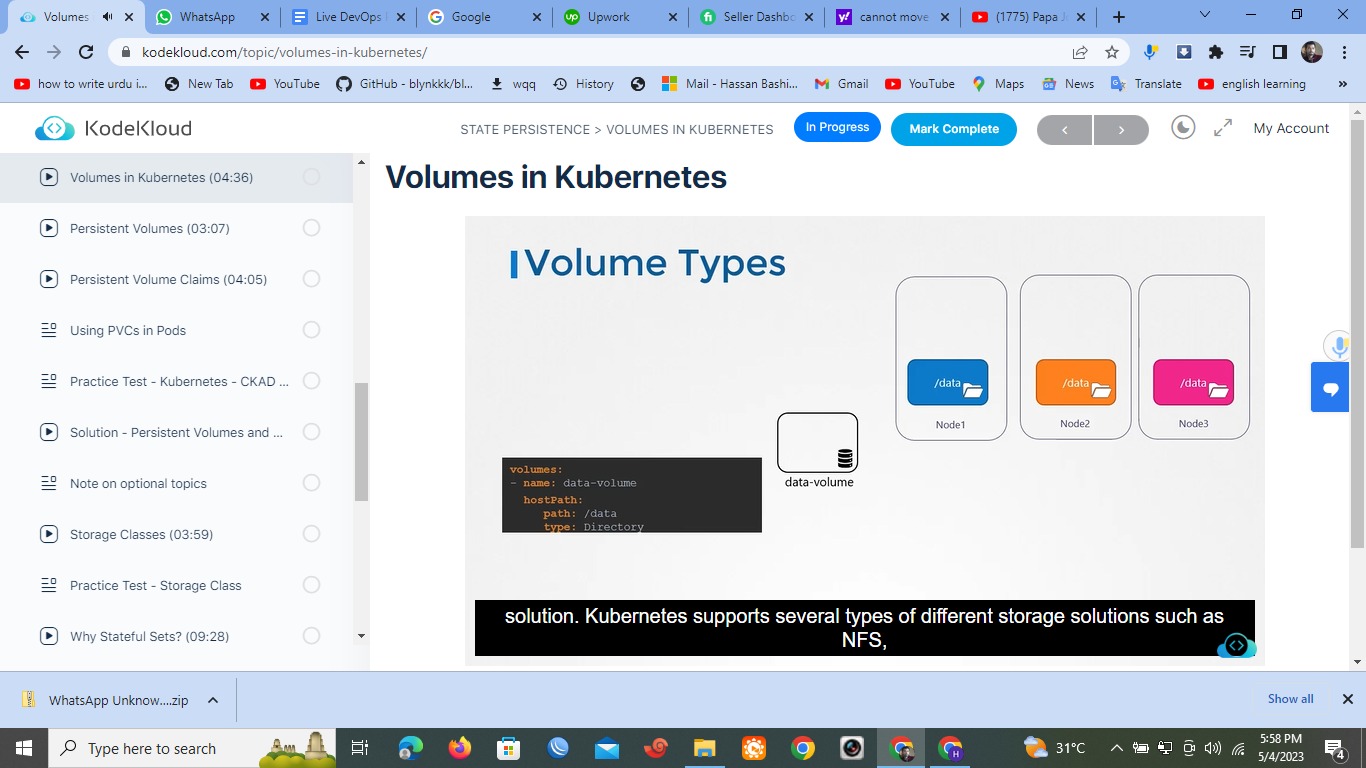 Volumes
WhatsApp
Live DevOps
Google
Upwork
Seller Dashbo
cannot move
(1775) Papa J
kodekloud.com/topic/volumes-in-kubernetes/
how to write urdu i...
New Tab
YouTube
GitHub - blynkkk/bl...
wqq
History
Mail - Hassan Bashi...
Gmail
YouTube
Maps
News
Translate
english learning
»
KodeKloud
STATE PERSISTENCE > VOLUMES IN KUBERNETES
In Progress
Mark Complete
<
>
My Account
Volumes in Kubernetes (04:36)
Persistent Volumes (03:07)
Persistent Volume Claims (04:05)
Using PVCs in Pods
Practice Test - Kubernetes - CKAD ...
Solution - Persistent Volumes and ...
Note on optional topics
Storage Classes (03:59)
Practice Test - Storage Class
Why Stateful Sets? (09:28)
Volumes in Kubernetes
Volume Types
/data
/data
/data
Node1
Node2
Node3
data-volume
volumes:
- name: data-volume
hostPath:
path: /data
type: Directory
solution. Kubernetes supports several types of different storage solutions such as
NFS,
WhatsApp Unknow....zip
Show all
Type here to search
H
31°C
5:58 PM
5/4/2023
4